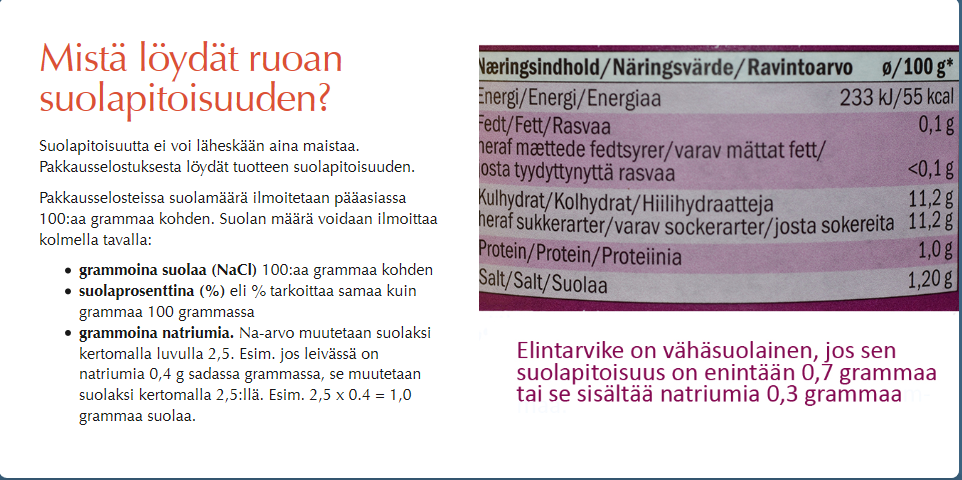 Mistä löydät ruoan
suolapitoisuuden?
Suolapitoisuutta ei voi läheskään aina maistaa.
Pakkausselostuksesta löydät tuotteen suolapitoisuuden.
Pakkausselosteissa suolamäärä ilmoitetaan pääasiassa
100:aa grammaa kohden. Suolan määrä voidaan ilmoittaa
kolmella tavalla:
• grammoina suolaa (NaCl) 100:aa grammaa kohden
• suolaprosenttina (%) eli % tarkoittaa samaa kuin
grammaa 100 grammassa
• grammoina natriumia. Na-arvo muutetaan suolaksi
kertomalla luvulla 2,5. Esim. jos leivässä on
natriumia 0,4 g sadassa grammassa, se muutetaan
suolaksi kertomalla 2,5:llä. Esim. 2,5 x 0.4 = 1,0
grammaa suolaa.
Næringsindhold/Näringsvärde/Ravintoarvo ø/100 g*
Energi/Energi/Energiaa 233 kJ/55 kcal
Fedt/Fett/Rasvaa 0,1 g
heraf mættede fedtsyrer/varav mättat fett/
josta tyydyttynyttä rasvaa <0,1 g
Kulhydrat/Kolhydrat/Hiilihydraatteja 11,2 g
heraf sukkerarter/varav sockerarter/josta sokereita 11,2 g
Protein/Protein/Proteiinia 1,0 g
Salt/Salt/Suolaa 1,20 g
Elintarvike on vähäsuolainen, jos sen
suolapitoisuus on enintään 0,7 grammaa
tai se sisältää natriumia 0,3 grammaa